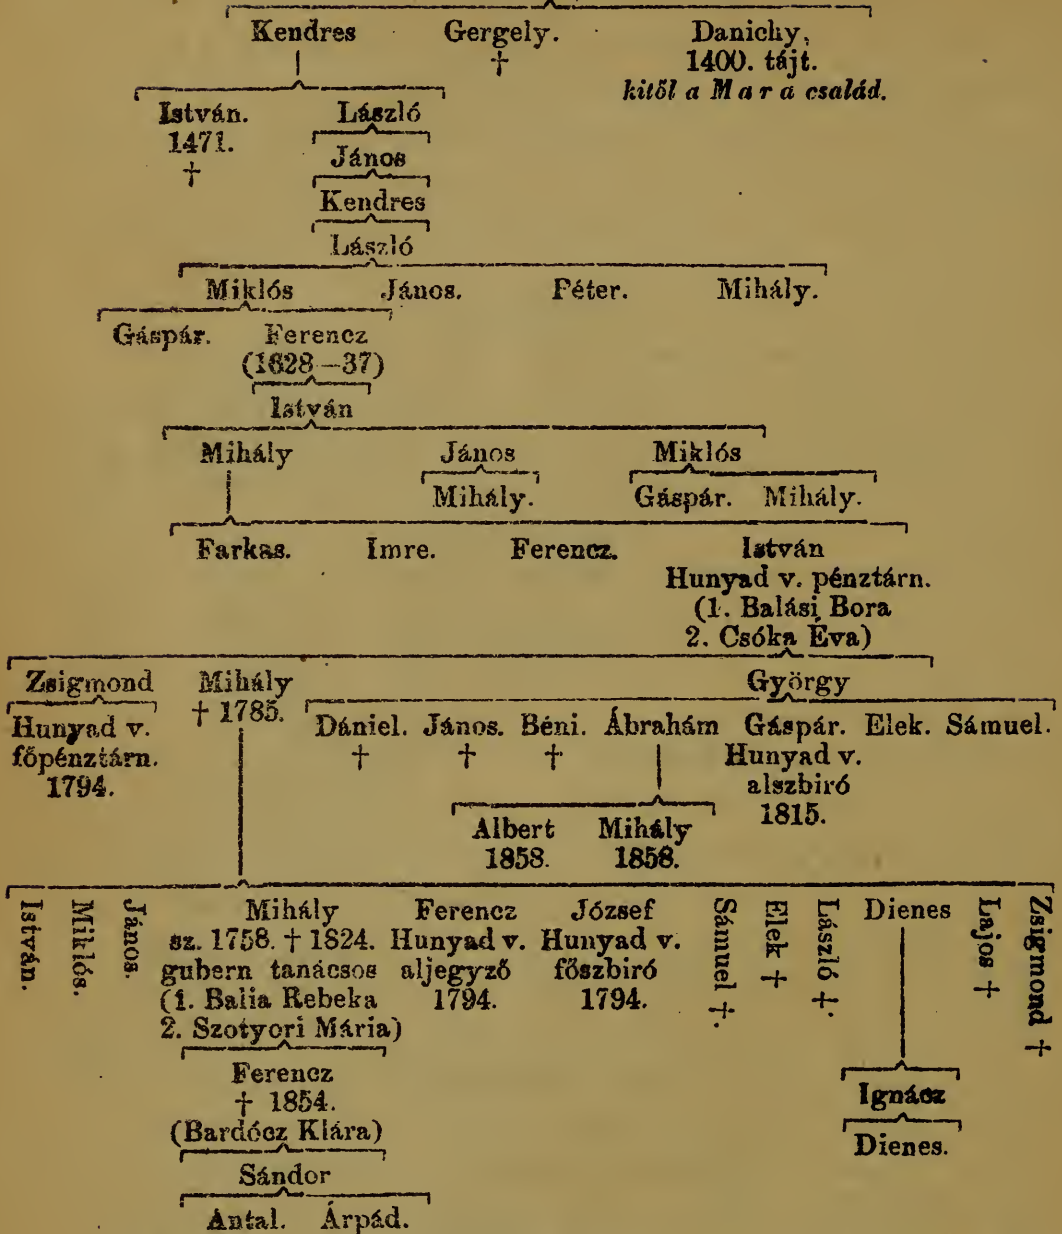 Kendres Gergely. Danichy,
† 1400. tájt.
kitől a Mara család.
István. László
1471.
† János
Kendres
László
Miklós János. Péter. Mihály.
Gáspár. Ferencz
(1628–37)
István
Mihály János Miklós
Mihály. Gáspár. Mihály.
Farkas. Imre. Ferencz. István
Hunyad v. pénztárn.
(1. Balási Bora
2. Csóka Éva)
Zsigmond Mihály György
Hunyad v. † 1785. Dániel. János. Béni. Ábrahám Gáspár. Elek. Sámuel.
főpénztárn. † † † Hunyad v.
1794. alszbiró
1815.
Albert Mihály
1858. 1858.
István. Miklós. János. Mihály Ferencz József Sámuel †. Elek † László †. Dienes Lajos † Zsigmond †
sz. 1758. † 1824. Hunyad v. Hunyad v.
gubern tanácsos aljegyző főszbiró
(1. Balia Rebeka 1794. 1794.
2. Szotyori Mária)
Ferencz Ignácz
† 1854.
(Bardócz Klára) Dienes.
Sándor
Antal. Árpád.